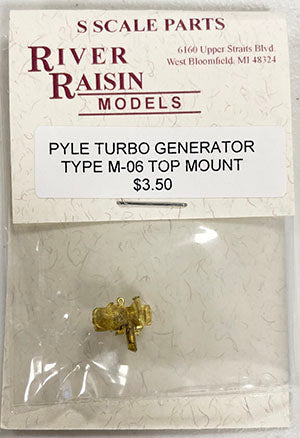 S SCALE PARTS
RIVER
RAISIN
MODELS
6160 Upper Straits Blvd.
West Bloomfield, MI 48324
PYLE TURBO GENERATOR
TYPE M-06 TOP MOUNT
$3.50